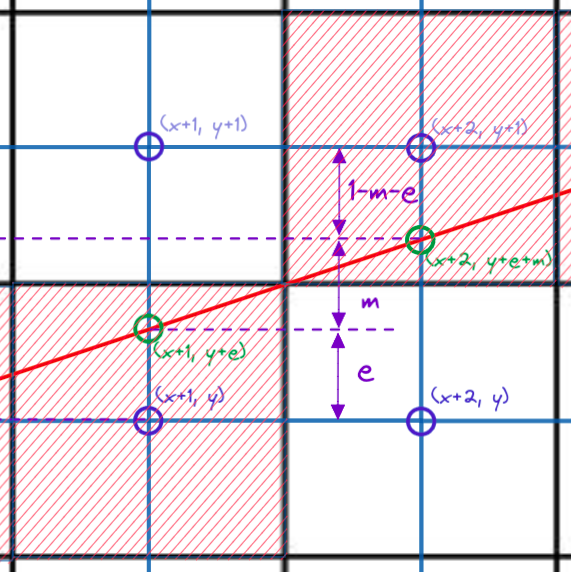 (x+1, y+1)
(x+2, y+1)
1-m-e
(x+2, y+e+m)
m
(x+1, y+e)
e
(x+1, y)
(x+2, y)